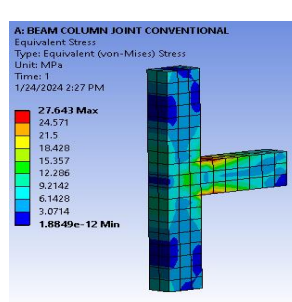 A: BEAM COLUMN JOINT CONVENTIONAL
Equivalent Stress
Type: Equivalent (von-Mises) Stress
Unit: MPa
Time: 1
1/24/2024 2:27 PM
27.643 Max
24.571
21.5
18.428
15.357
12.286
9.2142
6.1428
3.0714
1.8849e-12 Min